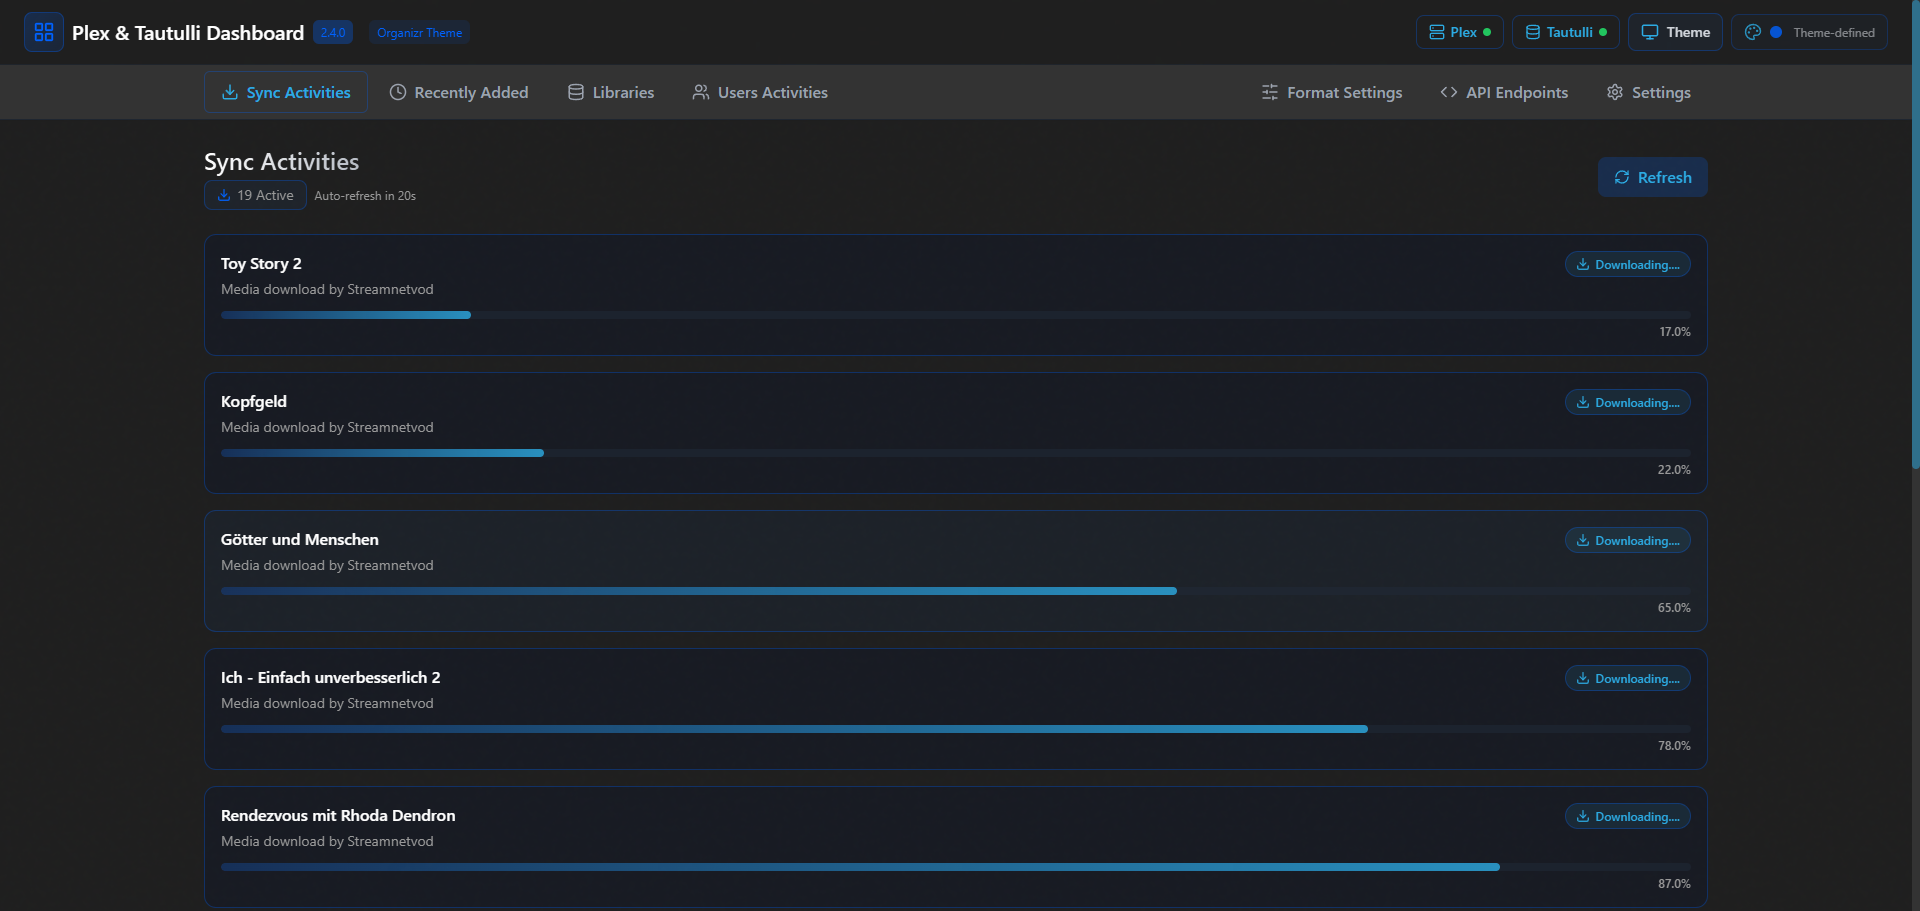 Plex & Tautulli Dashboard 2.4.0 Organizr Theme Plex Tautulli Theme Theme-defined
Sync Activities Recently Added Libraries Users Activities Format Settings API Endpoints Settings
Sync Activities
19 Active Auto-refresh in 20s Refresh
Toy Story 2 Downloading....
Media download by Streamnetvod
17.0%
Kopfgeld Downloading....
Media download by Streamnetvod
22.0%
Götter und Menschen Downloading....
Media download by Streamnetvod
65.0%
Ich - Einfach unverbesserlich 2 Downloading....
Media download by Streamnetvod
78.0%
Rendezvous mit Rhoda Dendron Downloading....
Media download by Streamnetvod
87.0%